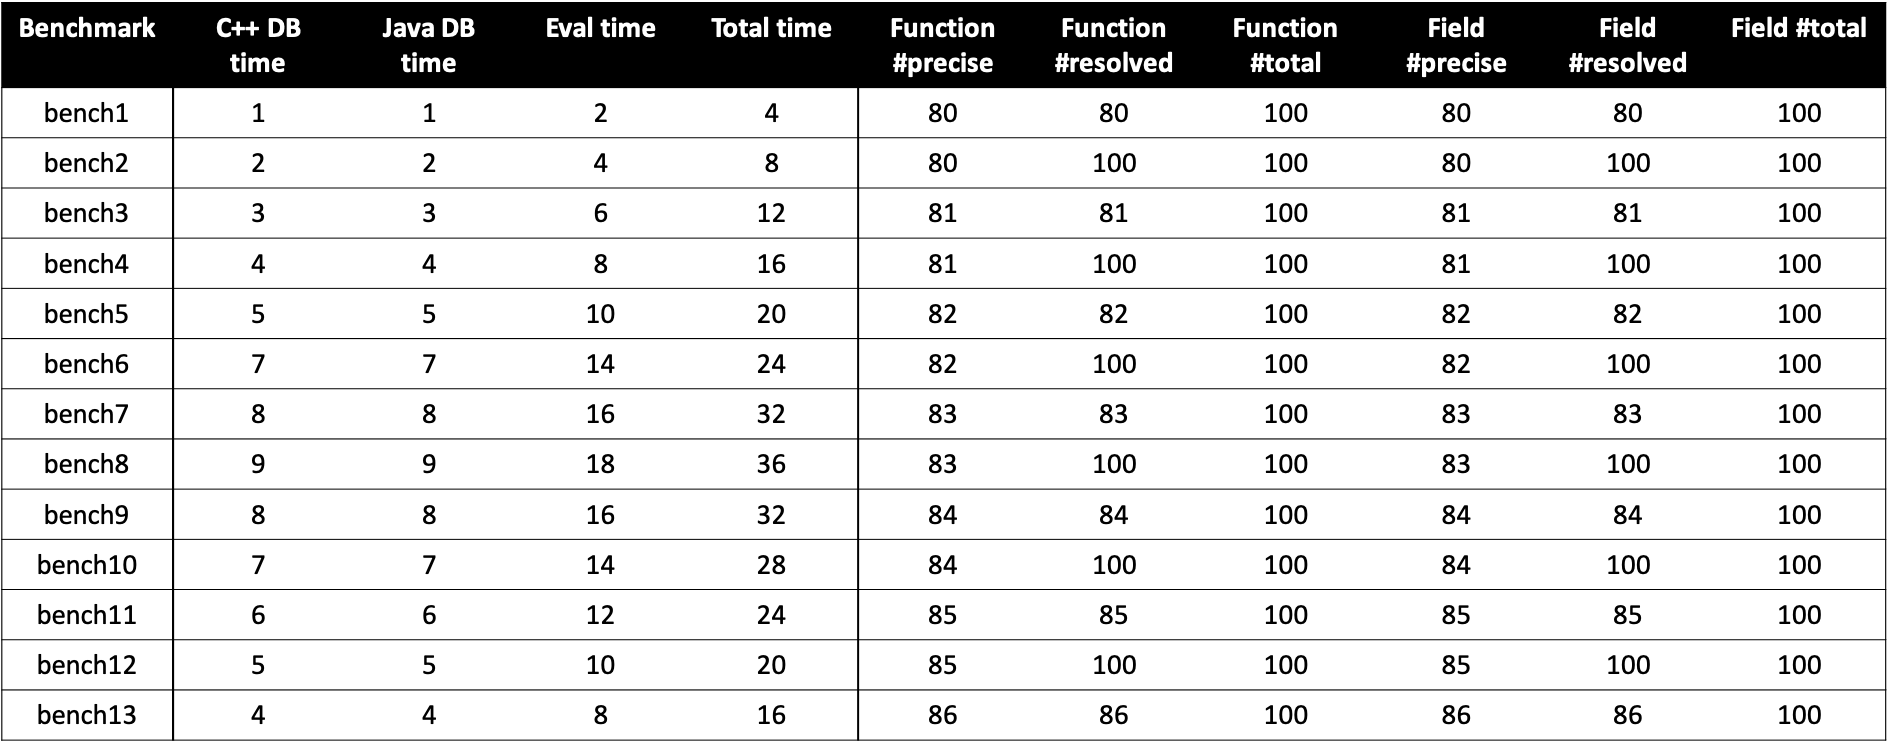 Benchmark C++ DB time Java DB time Eval time Total time Function #precise Function #resolved Function #total Field #precise Field #resolved Field #total
bench1 1 1 2 4 80 80 100 80 80 100
bench2 2 2 4 8 80 100 100 80 100 100
bench3 3 3 6 12 81 81 100 81 81 100
bench4 4 4 8 16 81 100 100 81 100 100
bench5 5 5 10 20 82 82 100 82 82 100
bench6 7 7 14 24 82 100 100 82 100 100
bench7 8 8 16 32 83 83 100 83 83 100
bench8 9 9 18 36 83 100 100 83 100 100
bench9 8 8 16 32 84 84 100 84 84 100
bench10 7 7 14 28 84 100 100 84 100 100
bench11 6 6 12 24 85 85 100 85 85 100
bench12 5 5 10 20 85 100 100 85 100 100
bench13 4 4 8 16 86 86 100 86 86 100